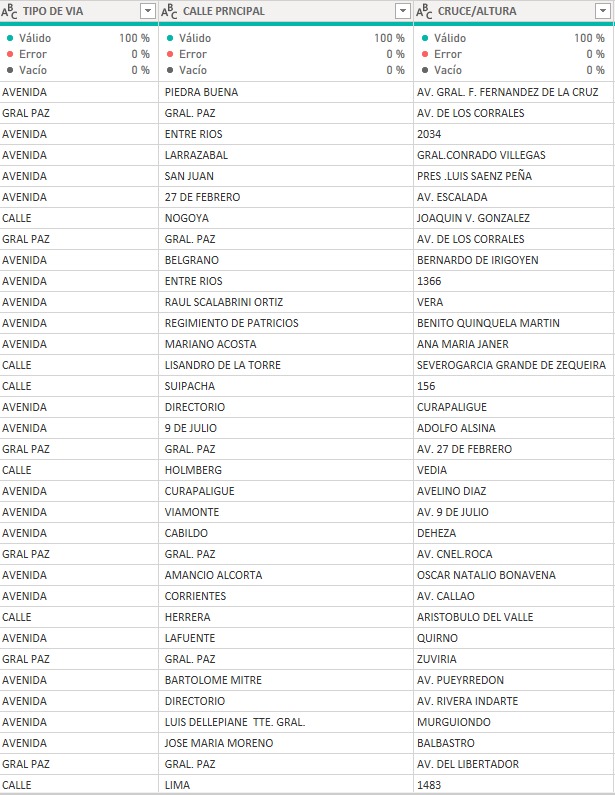 ABC TIPO DE VIA ABC CALLE PRNCIPAL ABC CRUCE/ALTURA
Válido 100 % Válido 100 % Válido 100 %
Error 0 % Error 0 % Error 0 %
Vacío 0 % Vacío 0 % Vacío 0 %
AVENIDA PIEDRA BUENA AV. GRAL. F. FERNANDEZ DE LA CRUZ
GRAL PAZ GRAL. PAZ AV. DE LOS CORRALES
AVENIDA ENTRE RIOS 2034
AVENIDA LARRAZABAL GRAL.CONRADO VILLEGAS
AVENIDA SAN JUAN PRES .LUIS SAENZ PEÑA
AVENIDA 27 DE FEBRERO AV. ESCALADA
CALLE NOGOYA JOAQUIN V. GONZALEZ
GRAL PAZ GRAL. PAZ AV. DE LOS CORRALES
AVENIDA BELGRANO BERNARDO DE IRIGOYEN
AVENIDA ENTRE RIOS 1366
AVENIDA RAUL SCALABRINI ORTIZ VERA
AVENIDA REGIMIENTO DE PATRICIOS BENITO QUINQUELA MARTIN
AVENIDA MARIANO ACOSTA ANA MARIA JANER
CALLE LISANDRO DE LA TORRE SEVEROGARCIA GRANDE DE ZEQUEIRA
CALLE SUIPACHA 156
AVENIDA DIRECTORIO CURAPALIGUE
AVENIDA 9 DE JULIO ADOLFO ALSINA
GRAL PAZ GRAL. PAZ AV. 27 DE FEBRERO
CALLE HOLMBERG VEDIA
AVENIDA CURAPALIGUE AVELINO DIAZ
AVENIDA VIAMONTE AV. 9 DE JULIO
AVENIDA CABILDO DEHEZA
GRAL PAZ GRAL. PAZ AV. CNEL.ROCA
AVENIDA AMANCIO ALCORTA OSCAR NATALIO BONAVENA
AVENIDA CORRIENTES AV. CALLAO
CALLE HERRERA ARISTOBULO DEL VALLE
AVENIDA LAFUENTE QUIRNO
GRAL PAZ GRAL. PAZ ZUVIRIA
AVENIDA BARTOLOME MITRE AV. PUEYRREDON
AVENIDA DIRECTORIO AV. RIVERA INDARTE
AVENIDA LUIS DELLEPIANE  TTE. GRAL. MURGUIONDO
AVENIDA JOSE MARIA MORENO BALBASTRO
GRAL PAZ GRAL. PAZ AV. DEL LIBERTADOR
CALLE LIMA 1483